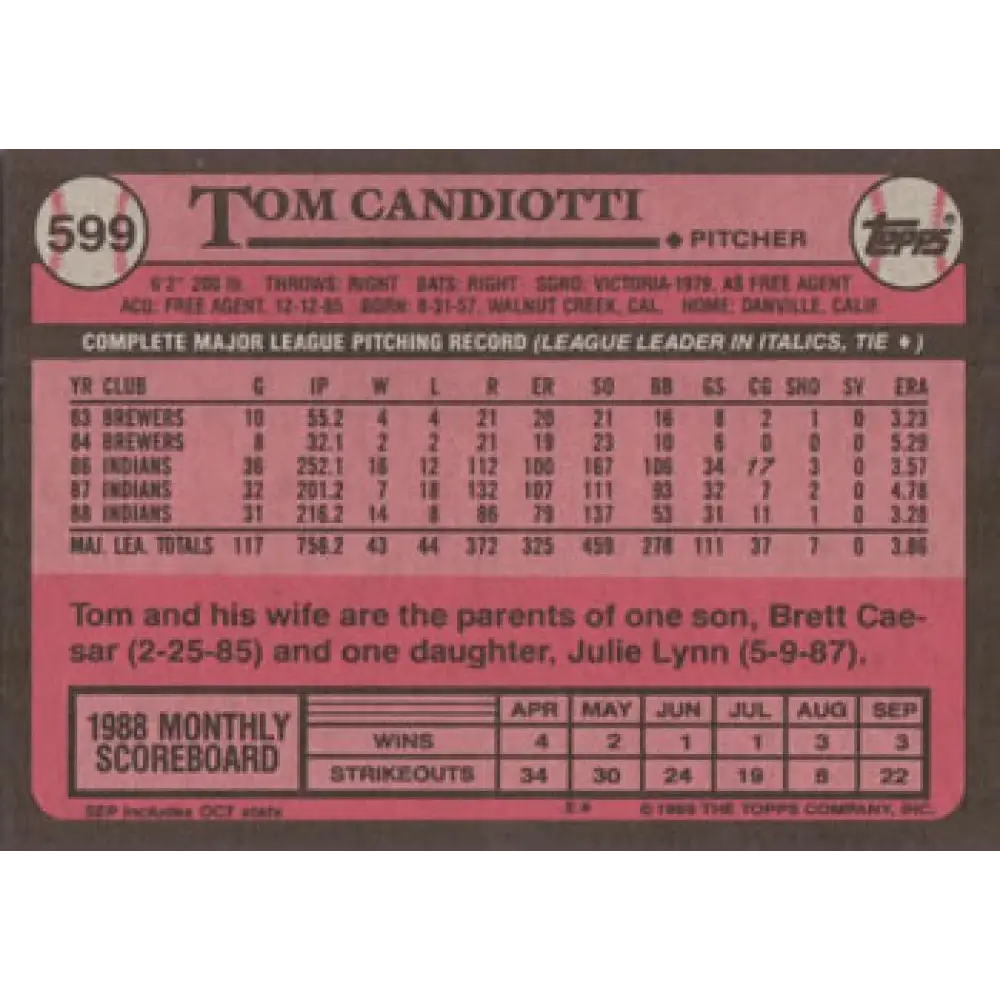 599
TOM CANDIOTTI
♦ PITCHER
TOPPS®
6'2" 200 lb. THROWS: RIGHT BATS: RIGHT SGND: VICTORIA-1979, AS FREE AGENT
ACQ: FREE AGENT, 12-12-85 BORN: 8-31-57, WALNUT CREEK, CAL. HOME: DANVILLE, CALIF.
COMPLETE MAJOR LEAGUE PITCHING RECORD (LEAGUE LEADER IN ITALICS, TIE ♦)
YR CLUB G IP W L R ER SO BB GS CG SHO SV ERA
83 BREWERS 10 55.2 4 4 21 20 21 16 8 2 1 0 3.23
84 BREWERS 8 32.1 2 2 21 19 23 10 6 0 0 0 5.29
86 INDIANS 36 252.1 16 12 112 100 167 106 34 17 3 0 3.57
87 INDIANS 32 201.2 7 18 132 107 111 93 32 7 2 0 4.78
88 INDIANS 31 216.2 14 8 86 79 137 53 31 11 1 0 3.28
MAJ. LEA. TOTALS 117 758.2 43 44 372 325 459 278 111 37 7 0 3.86
Tom and his wife are the parents of one son, Brett Cae-
sar (2-25-85) and one daughter, Julie Lynn (5-9-87).
1988 MONTHLY
SCOREBOARD
APR MAY JUN JUL AUG SEP
WINS 4 2 1 1 3 3
STRIKEOUTS 34 30 24 19 8 22
SEP includes OCT stats
© 1989 THE TOPPS COMPANY, INC.